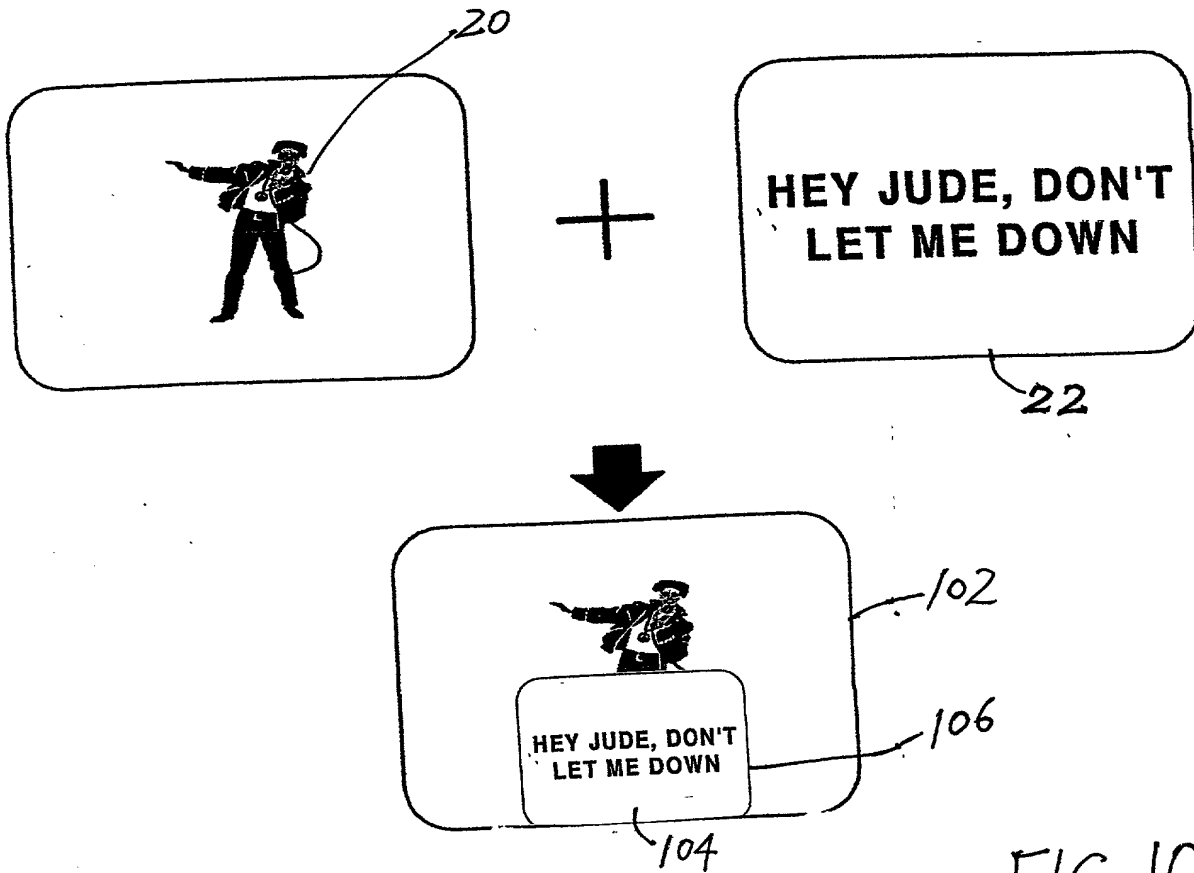 20
HEY JUDE, DON'T
LET ME DOWN
22
102
HEY JUDE, DON'T
LET ME DOWN
106
104
FIG. 10